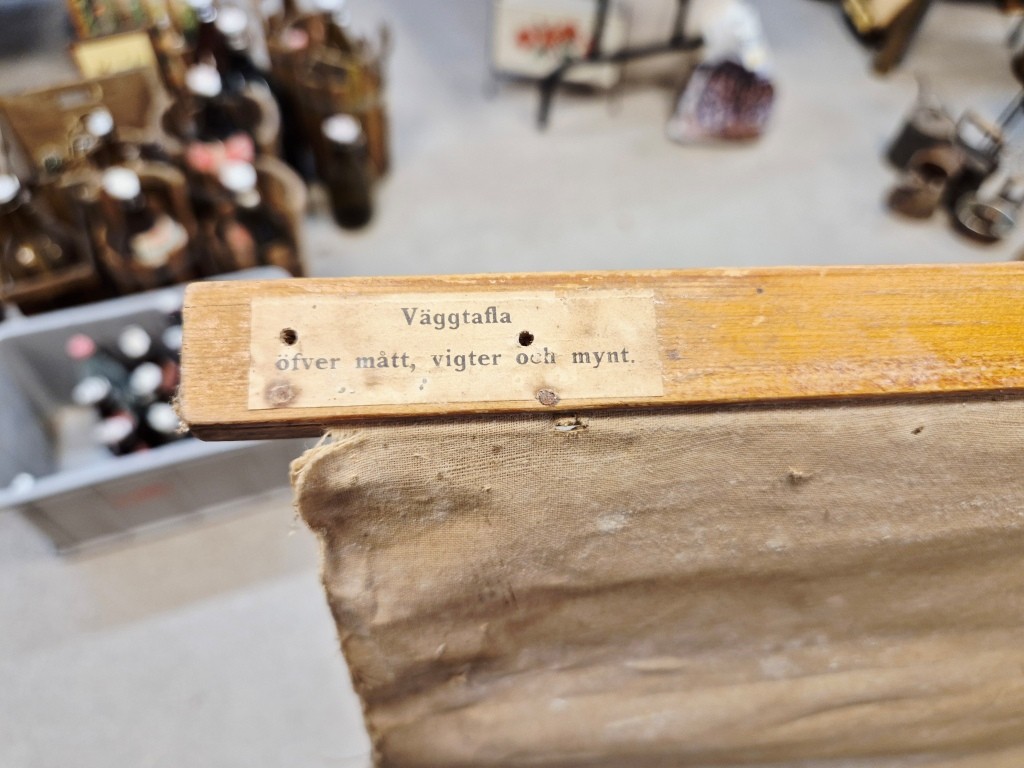 Väggtafla
öfver mått, vigter och mynt.